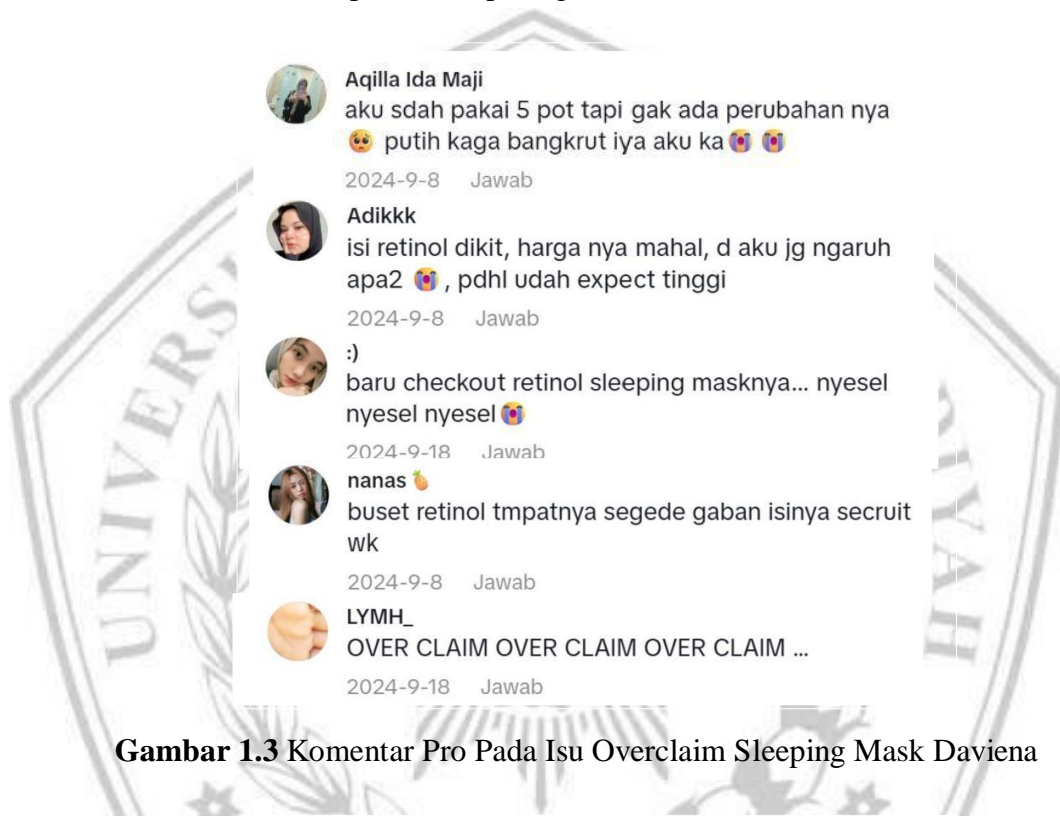 Aqilla Ida Maji
aku sdah pakai 5 pot tapi gak ada perubahan nya
🥺 putih kaga bangkrut iya aku ka😭 😭
2024-9-8 Jawab
Adikkk
isi retinol dikit, harga nya mahal, d aku jg ngaruh
apa2 😭 , pdhl udah expect tinggi
2024-9-8 Jawab
:)
baru checkout retinol sleeping masknya... nyesel
nyesel nyesel😭
2024-9-18 Jawab
nanas🍍
buset retinol tmpatnya segede gaban isinya secruit
wk
2024-9-8 Jawab
LYMH_
OVER CLAIM OVER CLAIM OVER CLAIM ...
2024-9-18 Jawab
Gambar 1.3 Komentar Pro Pada Isu Overclaim Sleeping Mask Daviena